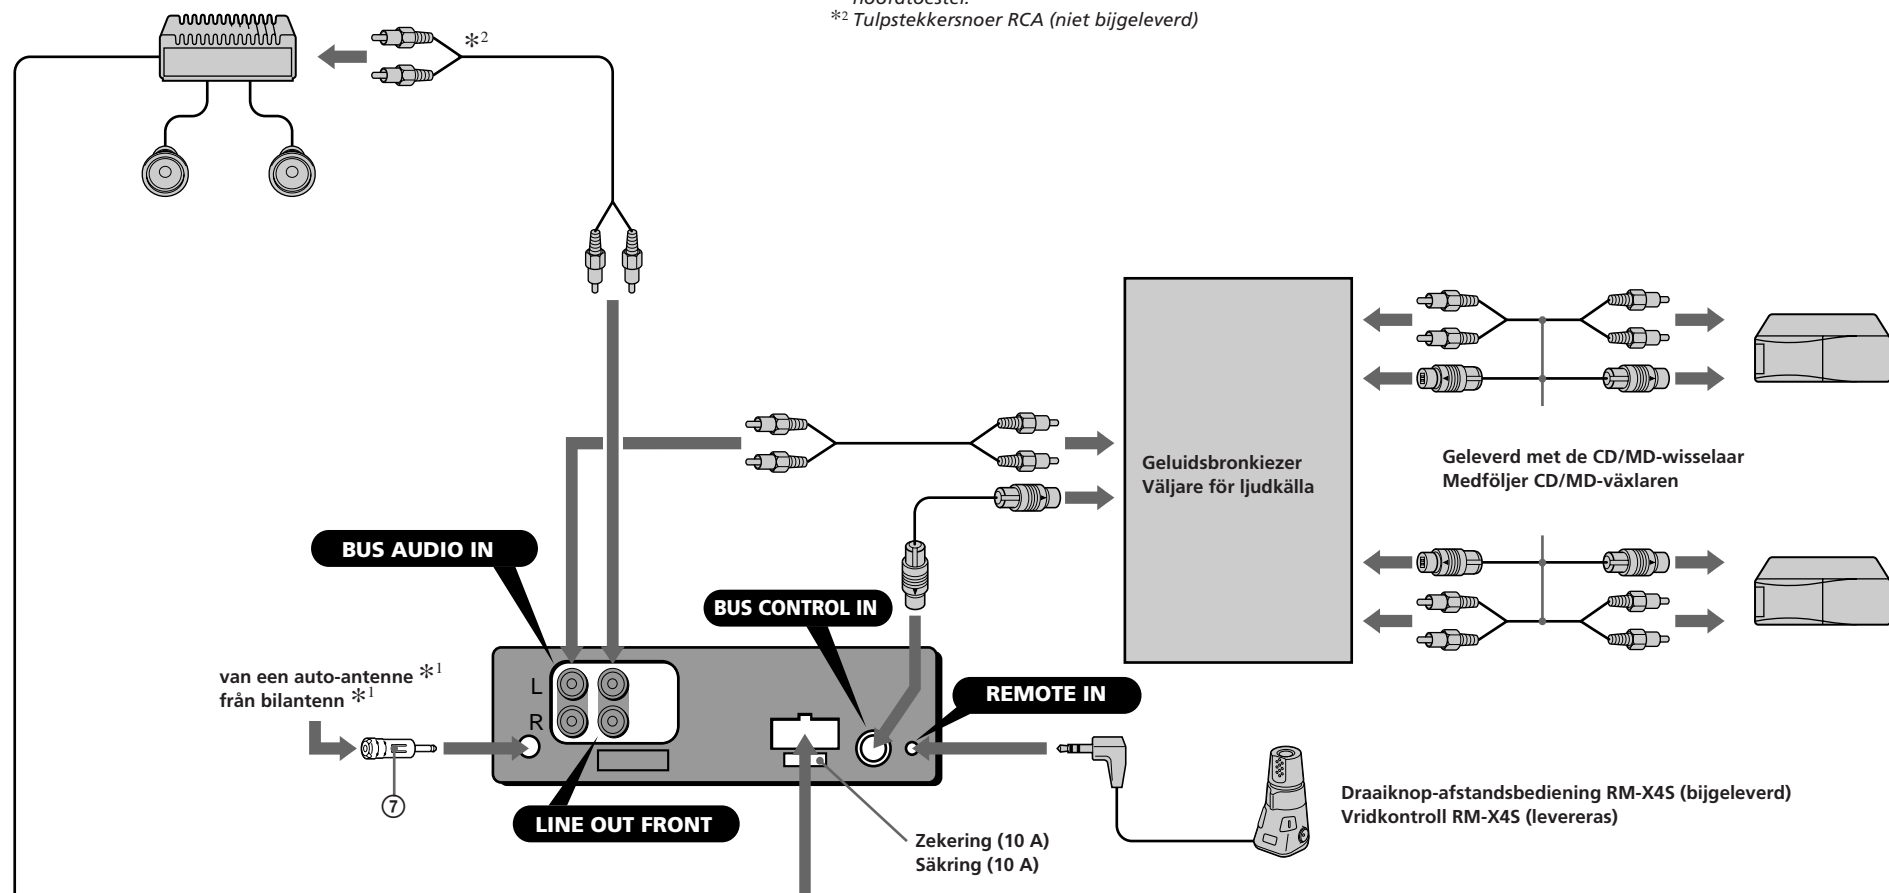 hoofdtoestel.
*2 Tulpstekkersnoer RCA (niet bijgeleverd)
*2
Geluidsbronkiezer
Väljare för ljudkälla
Geleverd met de CD/MD-wisselaar
Medföljer CD/MD-växlaren
BUS AUDIO IN
BUS CONTROL IN
van een auto-antenne *1
från bilantenn *1
L
R
REMOTE IN
⑦
LINE OUT FRONT
Draaiknop-afstandsbediening RM-X4S (bijgeleverd)
Vridkontroll RM-X4S (levereras)
Zekering (10 A)
Säkring (10 A)